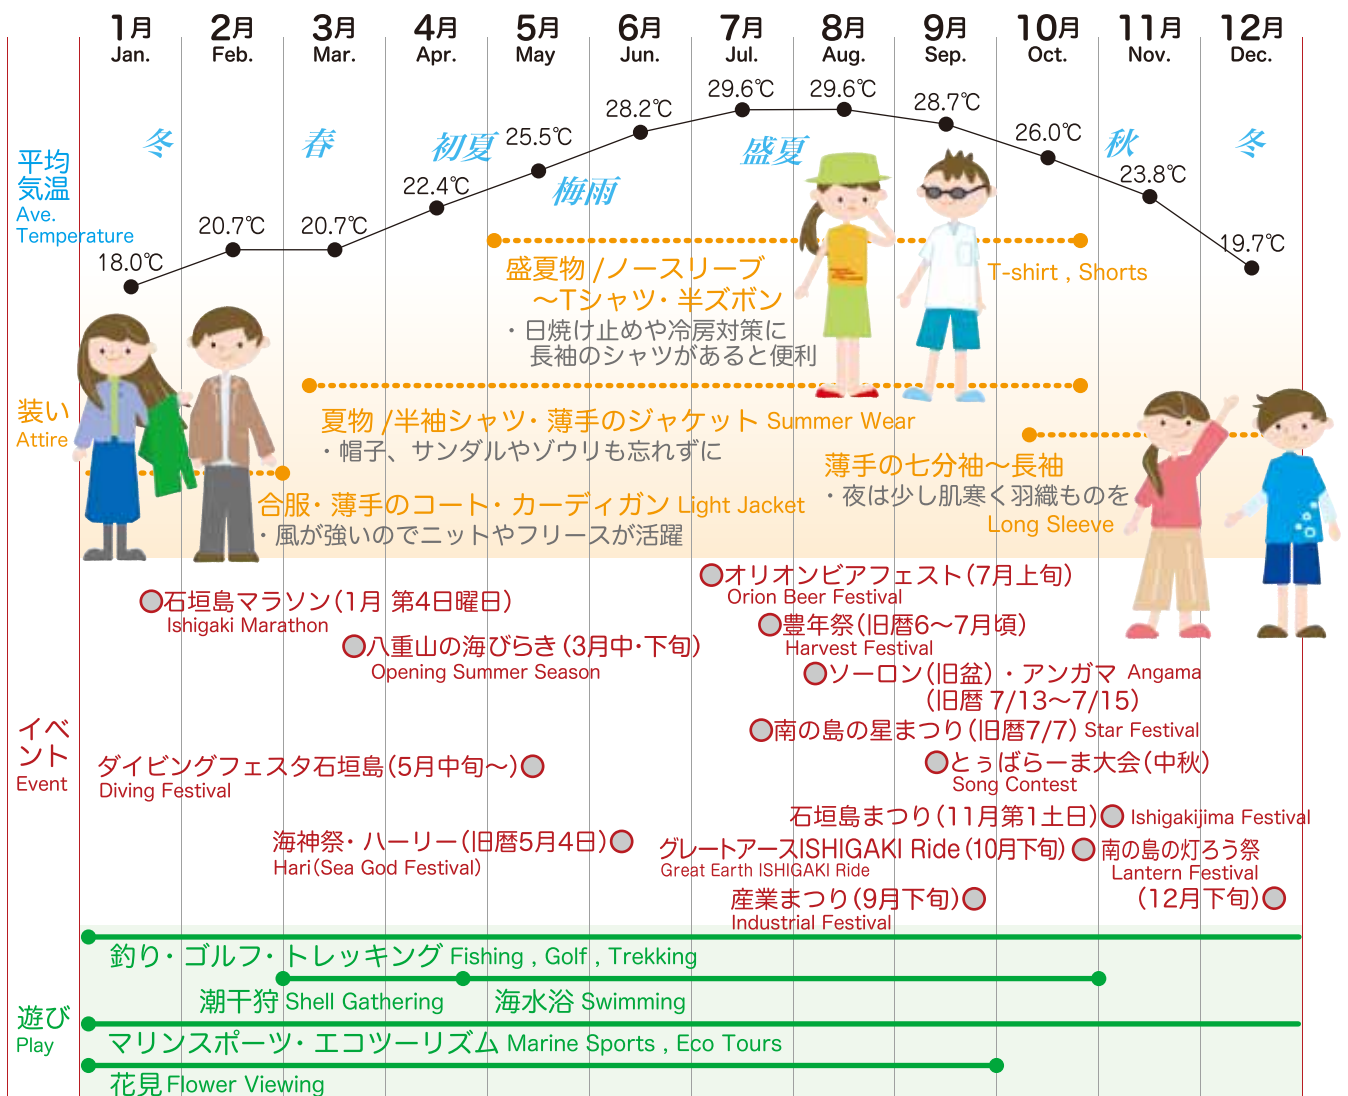 1月 2月 3月 4月 5月 6月 7月 8月 9月 10月 11月 12月
Jan. Feb. Mar. Apr. May Jun. Jul. Aug. Sep. Oct. Nov. Dec.
平均
気温
Ave.
Temperature
18.0℃ 20.7℃ 20.7℃ 22.4℃ 25.5℃ 28.2℃ 29.6℃ 29.6℃ 28.7℃ 26.0℃ 23.8℃ 19.7℃
冬 春 初夏 梅雨 盛夏 秋 冬
装い
Attire
盛夏物 /ノースリーブ
〜Tシャツ・半ズボン
T-shirt , Shorts
・日焼け止めや冷房対策に
長袖のシャツがあると便利
夏物 /半袖シャツ・薄手のジャケット Summer Wear
・帽子、サンダルやゾウリも忘れずに
薄手の七分袖〜長袖
・夜は少し肌寒く羽織ものを
Long Sleeve
合服・薄手のコート・カーディガン Light Jacket
・風が強いのでニットやフリースが活躍
イベ
ント
Event
オリオンビアフェスト(7月上旬)
Orion Beer Festival
石垣島マラソン(1月 第4日曜日)
Ishigaki Marathon
豊年祭(旧暦6〜7月頃)
Harvest Festival
八重山の海びらき(3月中・下旬)
Opening Summer Season
ソーロン(旧盆)・アンガマ Angama
(旧暦 7/13〜7/15)
南の島の星まつり(旧暦7/7) Star Festival
ダイビングフェスタ石垣島(5月中旬〜)
Diving Festival
とぅばらーま大会(中秋)
Song Contest
石垣島まつり(11月第1土日) Ishigakijima Festival
海神祭・ハーリー(旧暦5月4日)
Hari(Sea God Festival)
グレートアースISHIGAKI Ride(10月下旬)
Great Earth ISHIGAKI Ride
南の島の灯ろう祭
Lantern Festival
(12月下旬)
産業まつり(9月下旬)
Industrial Festival
遊び
Play
釣り・ゴルフ・トレッキング Fishing , Golf , Trekking
潮干狩 Shell Gathering 海水浴 Swimming
マリンスポーツ・エコツーリズム Marine Sports , Eco Tours
花見 Flower Viewing